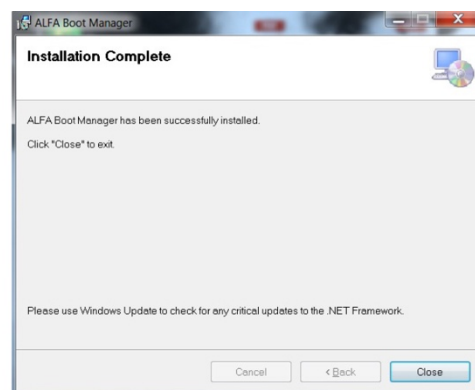 ALFA Boot Manager
Installation Complete
ALFA Boot Manager has been successfully installed.
Click "Close" to exit.
Please use Windows Update to check for any critical updates to the .NET Framework.
Cancel
< Back
Close